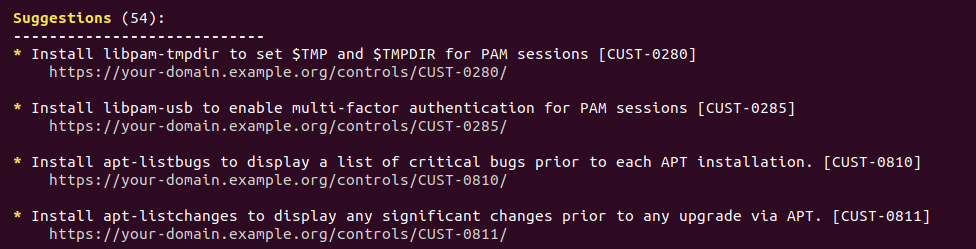 Suggestions (54):
----------------------------
* Install libpam-tmpdir to set $TMP and $TMPDIR for PAM sessions [CUST-0280]
https://your-domain.example.org/controls/CUST-0280/
* Install libpam-usb to enable multi-factor authentication for PAM sessions [CUST-0285]
https://your-domain.example.org/controls/CUST-0285/
* Install apt-listbugs to display a list of critical bugs prior to each APT installation. [CUST-0810]
https://your-domain.example.org/controls/CUST-0810/
* Install apt-listchanges to display any significant changes prior to any upgrade via APT. [CUST-0811]
https://your-domain.example.org/controls/CUST-0811/